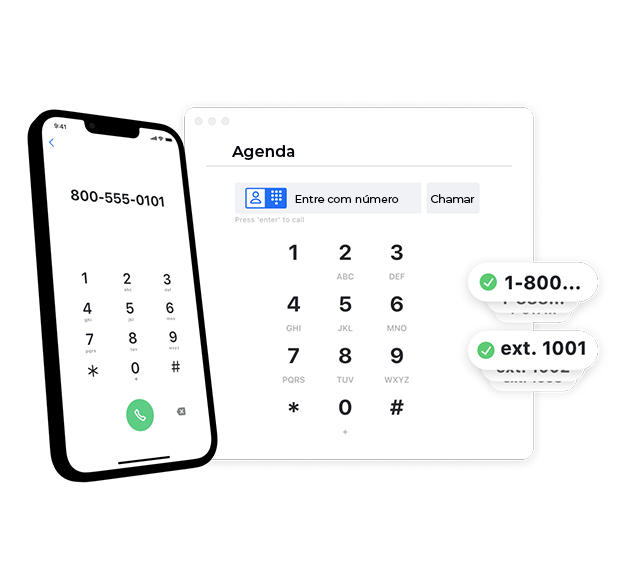 9:41
800-555-0101
1 2 3
ABC DEF
4 5 6
GHI JKL MNO
7 8 9
PQRS TUV WXYZ
* 0 #
+
Agenda
Entre com número
Chamar
Press 'enter' to call
1 2 3
ABC DEF
4 5 6
GHI JKL MNO
7 8 9
PQRS TUV WXYZ
* 0 #
+
1-800...
ext. 1001
ext. 1002